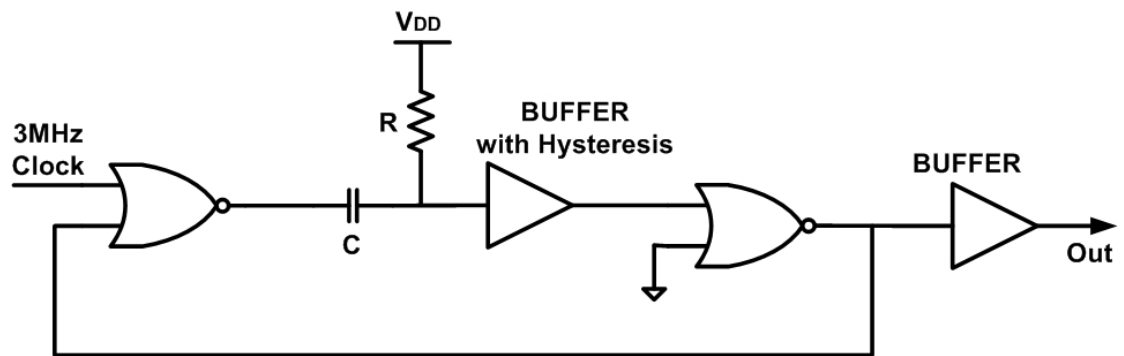 VDD
R
3MHz
Clock
BUFFER
with Hysteresis
BUFFER
C
Out